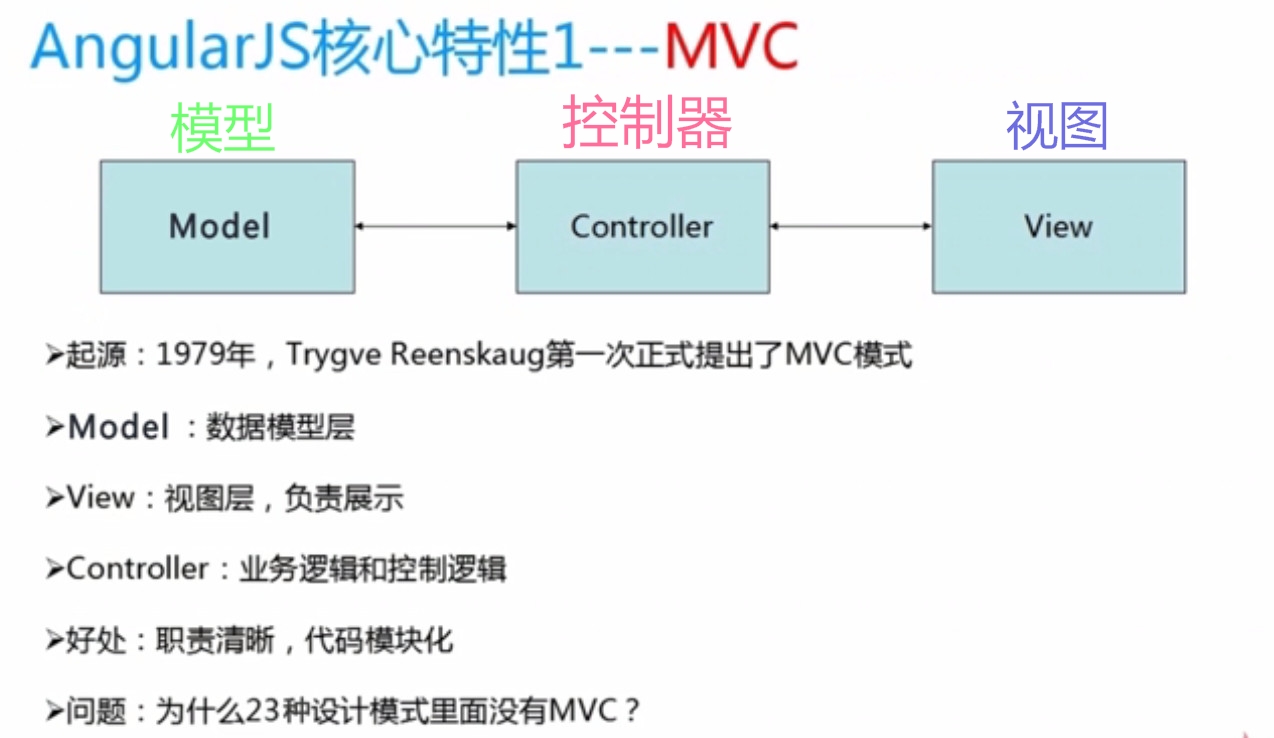 AngularJS核心特性1---MVC
模型 控制器 视图
Model Controller View
➢起源：1979年，Trygve Reenskaug第一次正式提出了MVC模式
➢Model ：数据模型层
➢View：视图层，负责展示
➢Controller：业务逻辑和控制逻辑
➢好处：职责清晰，代码模块化
➢问题：为什么23种设计模式里面没有MVC？